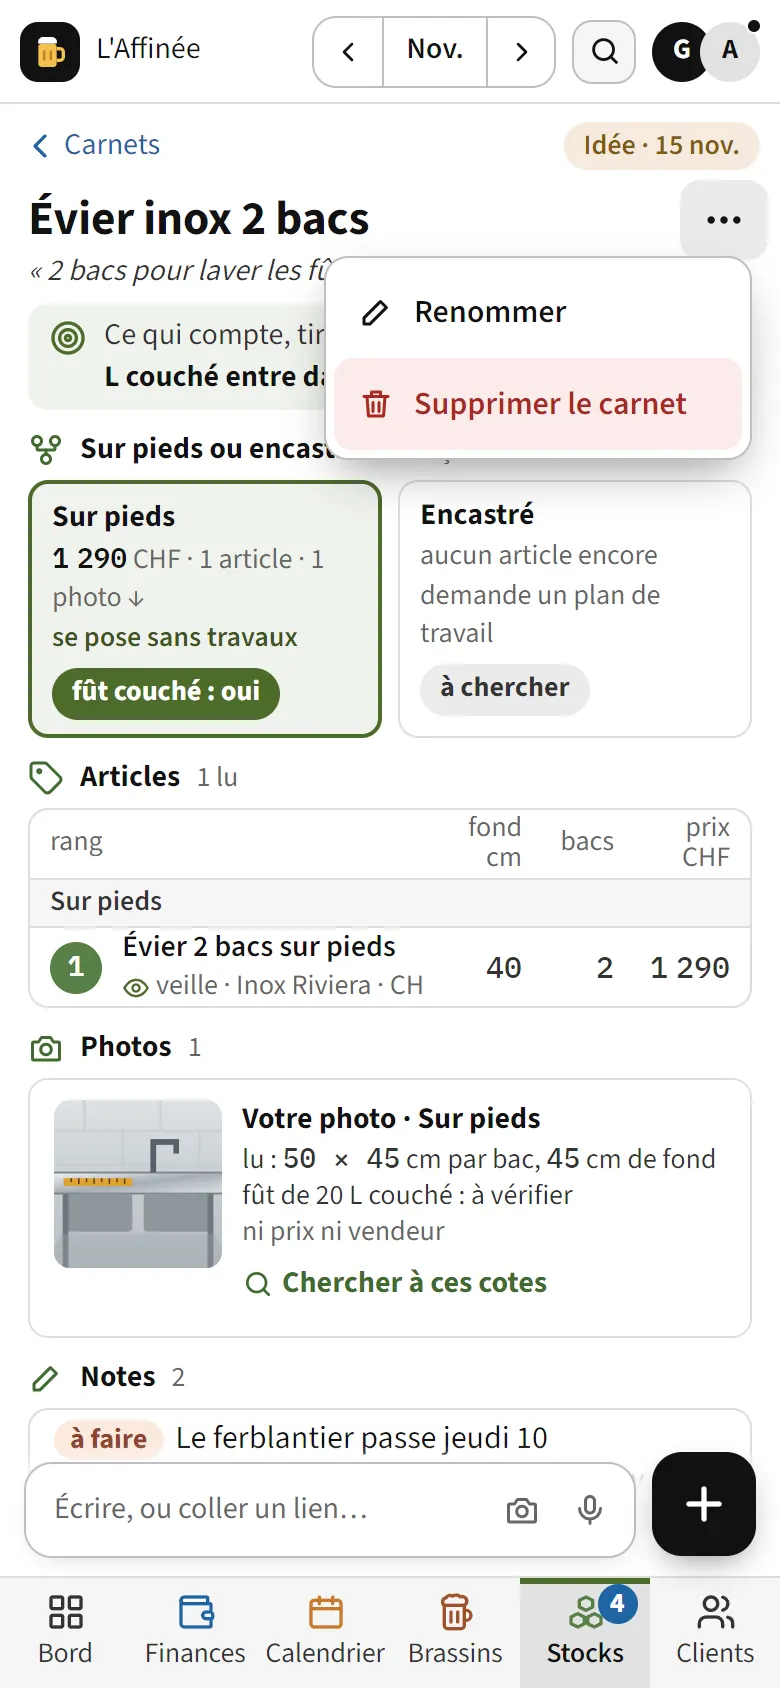 L'Affinée
Nov.
G
A
Carnets
Idée · 15 nov.
Évier inox 2 bacs
« 2 bacs pour laver les fû
Renommer
Supprimer le carnet
Ce qui compte, tir
L couché entre da
Sur pieds ou encast
Sur pieds
1 290 CHF · 1 article · 1
photo ↓
se pose sans travaux
fût couché : oui
Encastré
aucun article encore
demande un plan de
travail
à chercher
Articles 1 lu
rang fond cm bacs prix CHF
Sur pieds
1 Évier 2 bacs sur pieds 40 2 1 290
veille · Inox Riviera · CH
Photos 1
Votre photo · Sur pieds
lu : 50 × 45 cm par bac, 45 cm de fond
fût de 20 L couché : à vérifier
ni prix ni vendeur
Chercher à ces cotes
Notes 2
à faire Le ferblantier passe jeudi 10
Écrire, ou coller un lien…
Bord
Finances
Calendrier
Brassins
4
Stocks
Clients